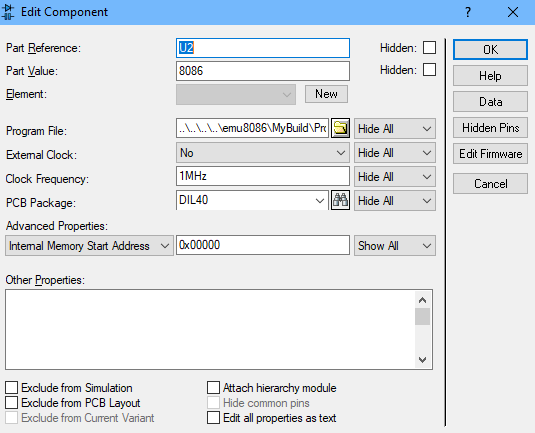 Edit Component
Part Reference: U2 Hidden: OK
Part Value: 8086 Hidden: Help
Element: New Data
Program File: ..\..\..\..\emu8086\MyBuild\Pro Hide All Hidden Pins
External Clock: No Hide All Edit Firmware
Clock Frequency: 1MHz Hide All Cancel
PCB Package: DIL40 Hide All
Advanced Properties:
Internal Memory Start Address 0x00000 Show All
Other Properties:
Exclude from Simulation Attach hierarchy module
Exclude from PCB Layout Hide common pins
Exclude from Current Variant Edit all properties as text